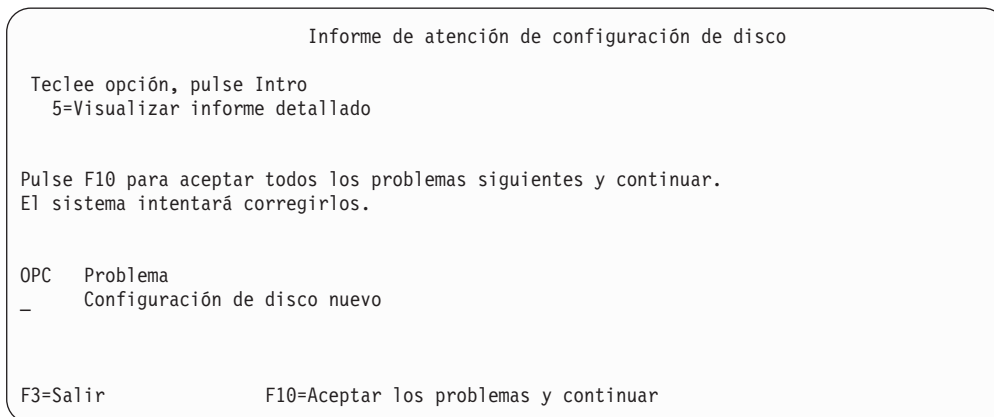 Informe de atención de configuración de disco
Teclee opción, pulse Intro
5=Visualizar informe detallado
Pulse F10 para aceptar todos los problemas siguientes y continuar.
El sistema intentará corregirlos.
OPC Problema
_ Configuración de disco nuevo
F3=Salir F10=Aceptar los problemas y continuar